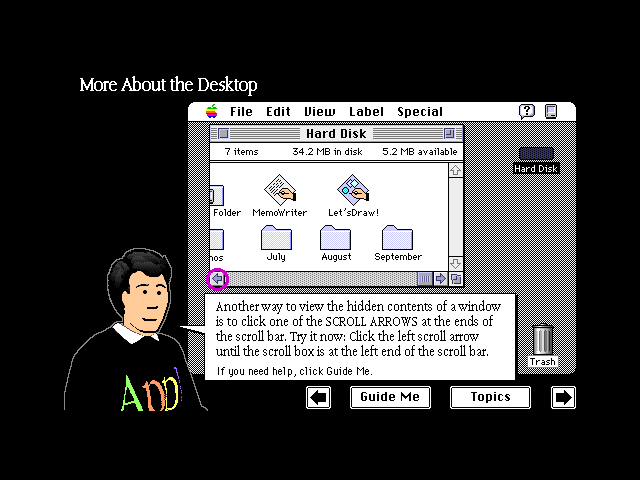 More About the Desktop
File Edit View Label Special
Hard Disk
7 items 34.2 MB in disk 5.2 MB available
Hard Disk
Folder MemoWriter Let'sDraw!
nos July August September
Another way to view the hidden contents of a window
is to click one of the SCROLL ARROWS at the ends of
the scroll bar. Try it now: Click the left scroll arrow
until the scroll box is at the left end of the scroll bar.
If you need help, click Guide Me.
Trash
Appl
Guide Me Topics